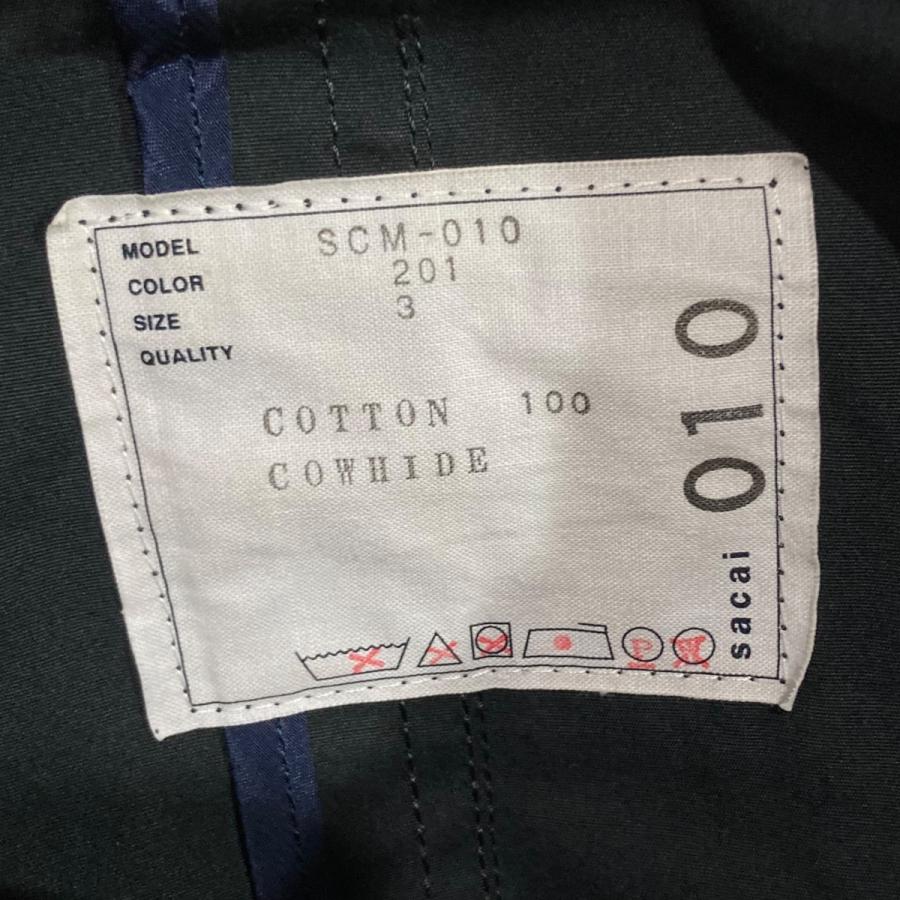 MODEL SCM-010
COLOR 201
SIZE 3
QUALITY
COTTON 100
COWHIDE
sacai 010
P
W